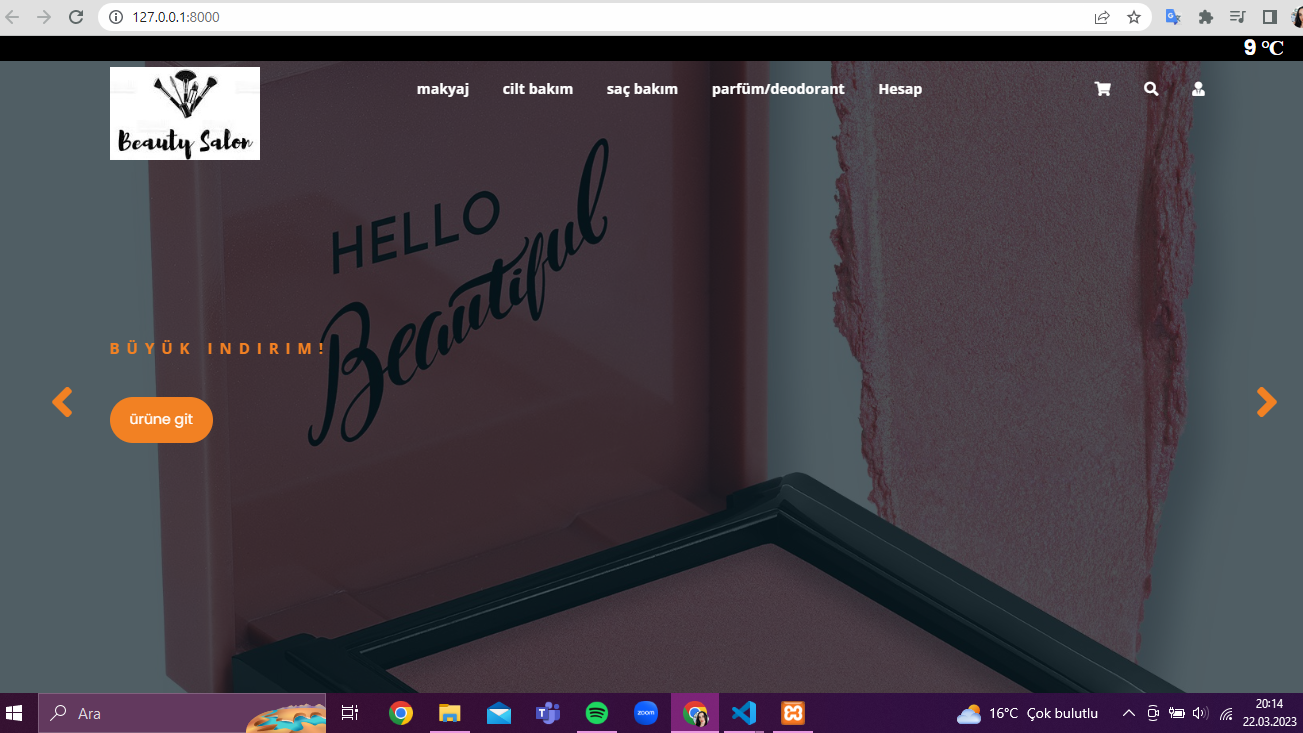 127.0.0.1:8000
9 °C
Beauty Salon
makyaj cilt bakım saç bakım parfüm/deodorant Hesap
HELLO
Beautiful
BÜYÜK INDIRIM!
ürüne git
Ara
zoom
16°C Çok bulutlu
20:14
22.03.2023